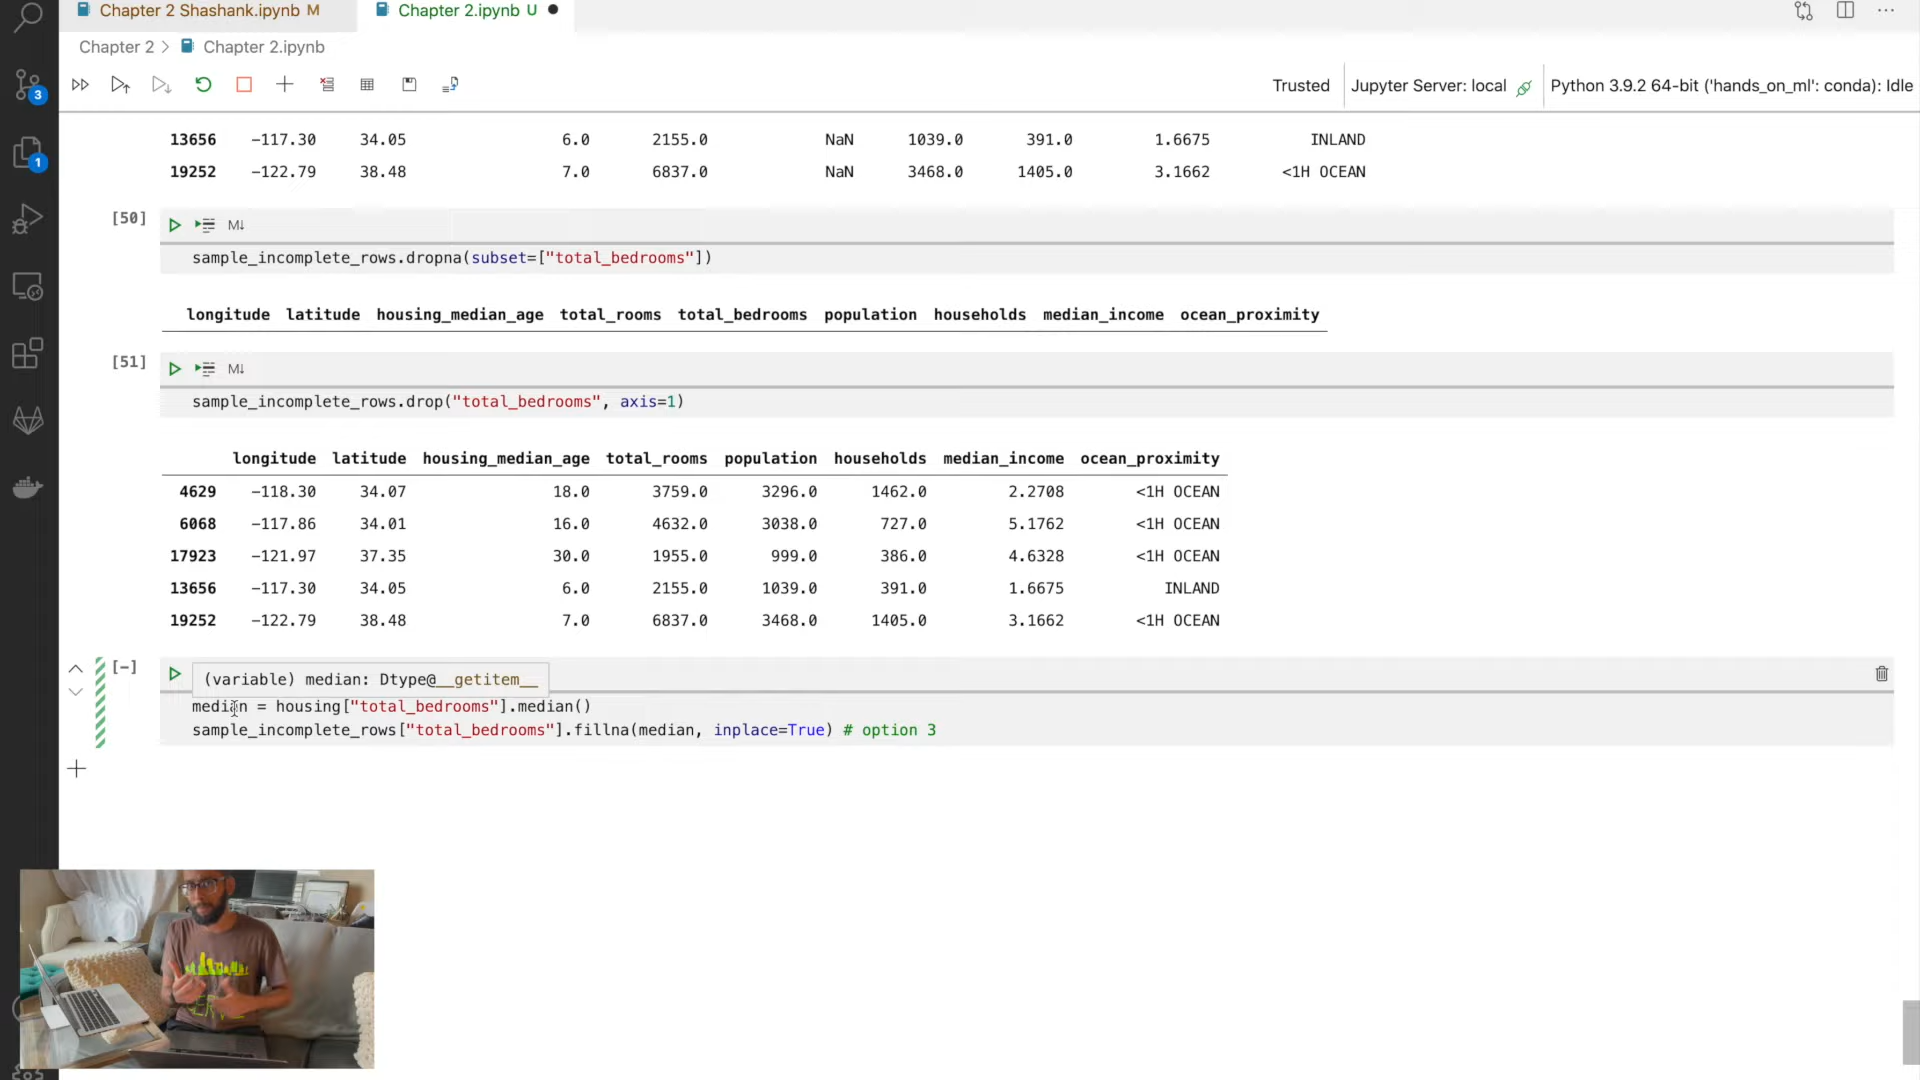 Chapter 2 Shashank.ipynb M
Chapter 2.ipynb U
Chapter 2 > Chapter 2.ipynb
Trusted
Jupyter Server: local
Python 3.9.2 64-bit ('hands_on_ml': conda): Idle
3
1
13656 -117.30 34.05 6.0 2155.0 NaN 1039.0 391.0 1.6675 INLAND
19252 -122.79 38.48 7.0 6837.0 NaN 3468.0 1405.0 3.1662 <1H OCEAN
[50]
M↓
sample_incomplete_rows.dropna(subset=["total_bedrooms"])
longitude latitude housing_median_age total_rooms total_bedrooms population households median_income ocean_proximity
[51]
M↓
sample_incomplete_rows.drop("total_bedrooms", axis=1)
longitude latitude housing_median_age total_rooms population households median_income ocean_proximity
4629 -118.30 34.07 18.0 3759.0 3296.0 1462.0 2.2708 <1H OCEAN
6068 -117.86 34.01 16.0 4632.0 3038.0 727.0 5.1762 <1H OCEAN
17923 -121.97 37.35 30.0 1955.0 999.0 386.0 4.6328 <1H OCEAN
13656 -117.30 34.05 6.0 2155.0 1039.0 391.0 1.6675 INLAND
19252 -122.79 38.48 7.0 6837.0 3468.0 1405.0 3.1662 <1H OCEAN
[-]
(variable) median: Dtype@__getitem__
median = housing["total_bedrooms"].median()
sample_incomplete_rows["total_bedrooms"].fillna(median, inplace=True) # option 3